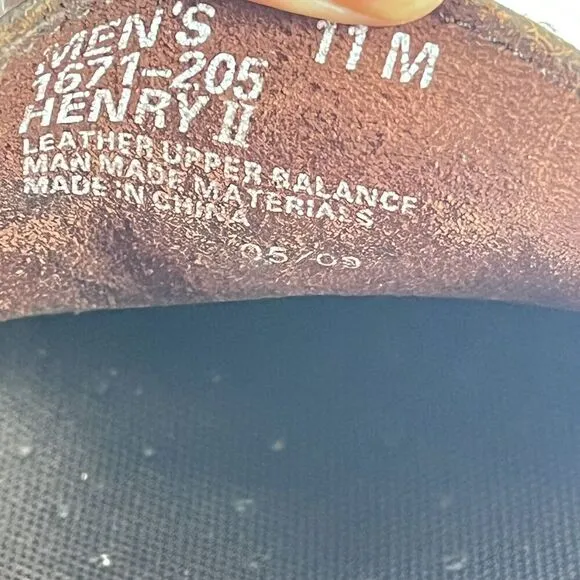 MEN'S 11 M
1671-205
HENRY II
LEATHER UPPER BALANCE
MAN MADE MATERIALS
MADE IN CHINA
05/09